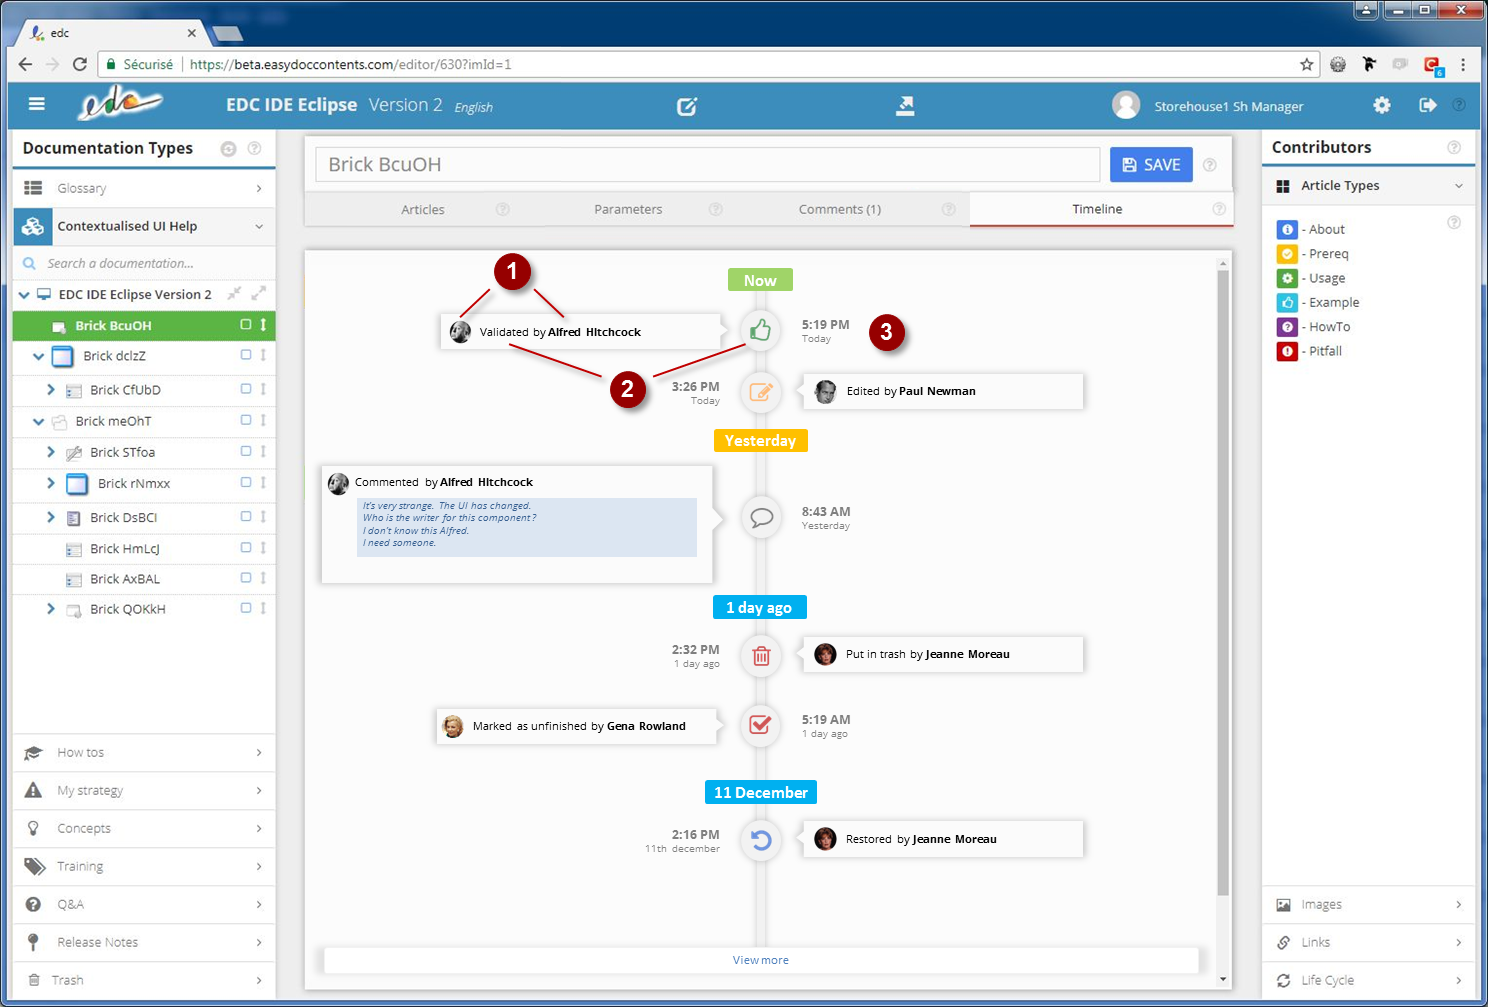 edc
Sécurisé
https://beta.easydoccontents.com/editor/630?imId=1
6
edc
EDC IDE Eclipse Version 2 English
Storehouse1 Sh Manager
Documentation Types
Glossary
Contextualised UI Help
Search a documentation...
EDC IDE Eclipse Version 2
Brick BcuOH
Brick dclzZ
Brick CfUbD
Brick meOhT
Brick STfoa
Brick rNmxx
Brick DsBCI
Brick HmLcJ
Brick AxBAL
Brick QOKkH
How tos
My strategy
Concepts
Training
Q&A
Release Notes
Trash
Brick BcuOH
SAVE
Articles
Parameters
Comments (1)
Timeline
Now
1
Validated by Alfred Hitchcock
5:19 PM
Today
3
2
3:26 PM
Today
Edited by Paul Newman
Yesterday
Commented by Alfred Hitchcock
It's very strange. The UI has changed.
Who is the writer for this component?
I don't know this Alfred.
I need someone.
8:43 AM
Yesterday
1 day ago
2:32 PM
1 day ago
Put in trash by Jeanne Moreau
Marked as unfinished by Gena Rowland
5:19 AM
1 day ago
11 December
2:16 PM
11th december
Restored by Jeanne Moreau
View more
Contributors
Article Types
- About
- Prereq
- Usage
- Example
- HowTo
- Pitfall
Images
Links
Life Cycle